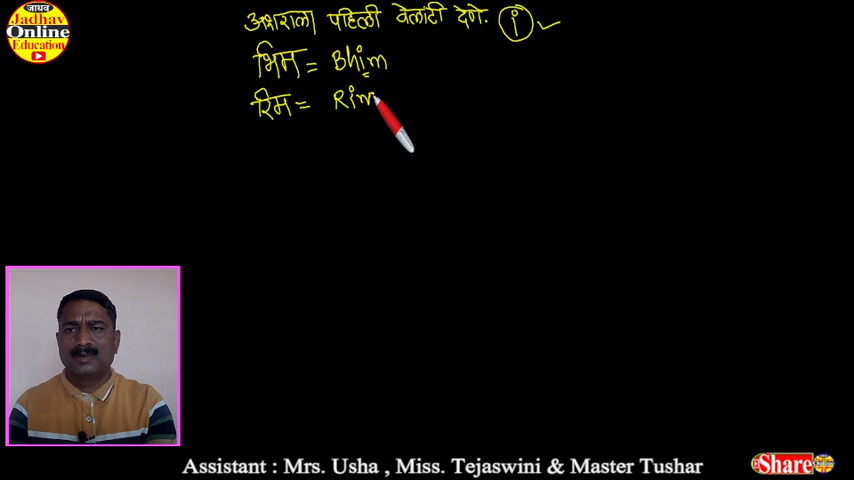 जाधव
Jadhav
Online
Education
अक्षराला पहिली वेलांटी देणे. i
भिम = Bhim
रिम = Rim
Assistant : Mrs. Usha , Miss. Tejaswini & Master Tushar
Share